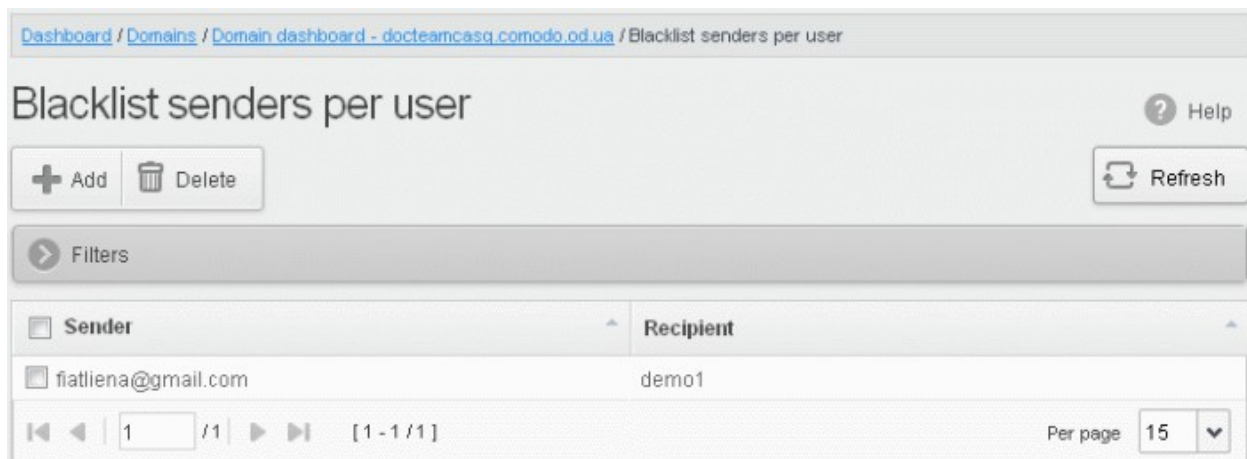 Dashboard / Domains / Domain dashboard - docteamcasq.comodo.od.ua / Blacklist senders per user
Blacklist senders per user
Help
Add Delete
Refresh
Filters
Sender Recipient
fiatliena@gmail.com demo1
1 /1 [1 - 1 / 1] Per page 15